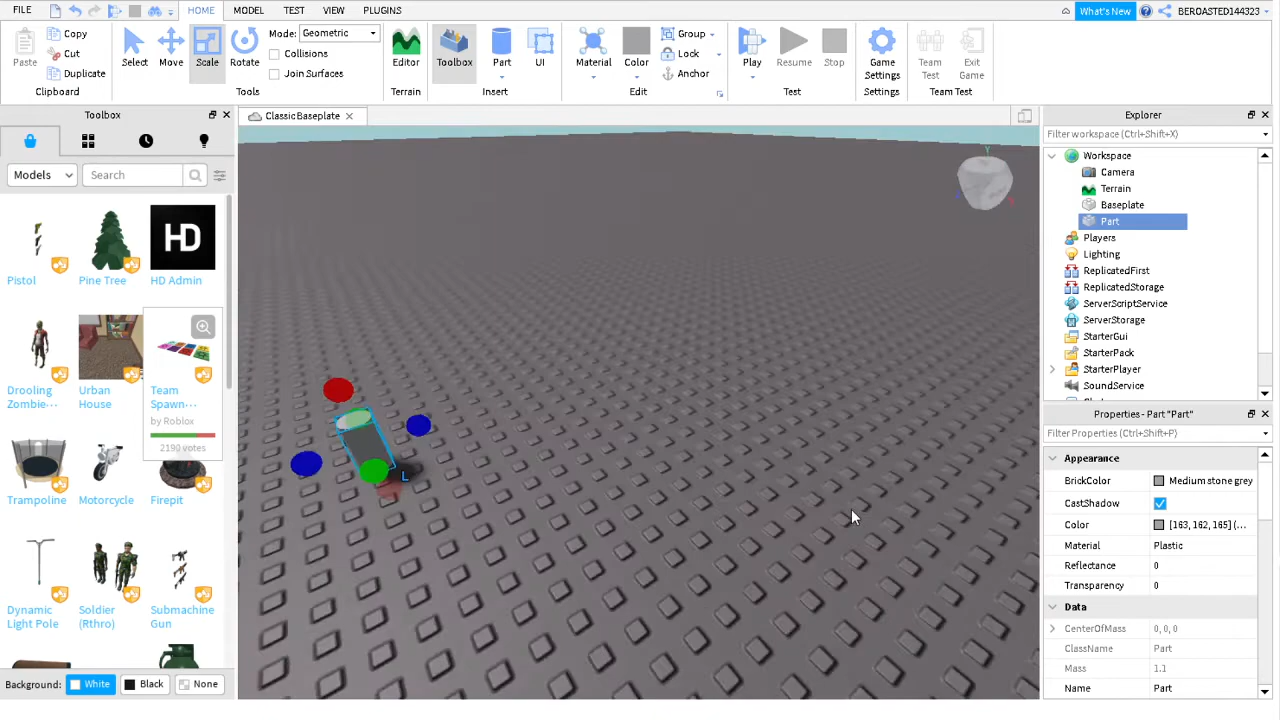 FILE HOME MODEL TEST VIEW PLUGINS What's New BEROASTED144323
Copy Mode: Geometric Group
Cut Collisions Lock
Paste Duplicate Select Move Scale Rotate Join Surfaces Editor Toolbox Part UI Material Color Anchor Play Resume Stop Game Settings Team Test Exit Game
Clipboard Tools Terrain Insert Edit Test Settings Team Test
Toolbox
Models Search
HD
Pistol Pine Tree HD Admin
Drooling Zombie··· Urban House Team Spawn···
by Roblox
2190 votes
Trampoline Motorcycle Firepit
Dynamic Light Pole Soldier (Rthro) Submachine Gun
Background: White Black None
ClassicBaseplate
Y
L
Explorer
Filter workspace (Ctrl+Shift+X)
Workspace
Camera
Terrain
Baseplate
Part
Players
Lighting
ReplicatedFirst
ReplicatedStorage
ServerScriptService
ServerStorage
StarterGui
StarterPack
StarterPlayer
SoundService
Properties - Part "Part"
Filter Properties (Ctrl+Shift+P)
Appearance
BrickColor Medium stone grey
CastShadow
Color [163, 162, 165] (...
Material Plastic
Reflectance 0
Transparency 0
Data
CenterOfMass 0, 0, 0
ClassName Part
Mass 1.1
Name Part